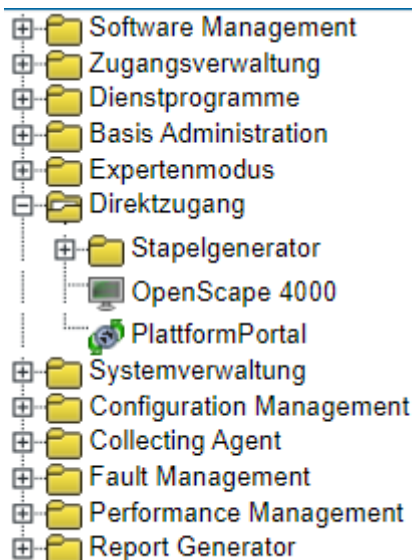 Software Management
Zugangsverwaltung
Dienstprogramme
Basis Administration
Expertenmodus
Direktzugang
Stapelgenerator
OpenScape 4000
PlattformPortal
Systemverwaltung
Configuration Management
Collecting Agent
Fault Management
Performance Management
Report Generator